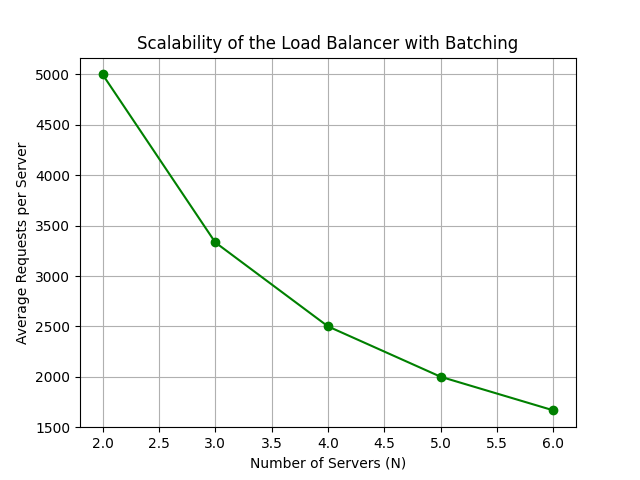 Scalability of the Load Balancer with Batching
Average Requests per Server
5000
4500
4000
3500
3000
2500
2000
1500
2.0 2.5 3.0 3.5 4.0 4.5 5.0 5.5 6.0
Number of Servers (N)